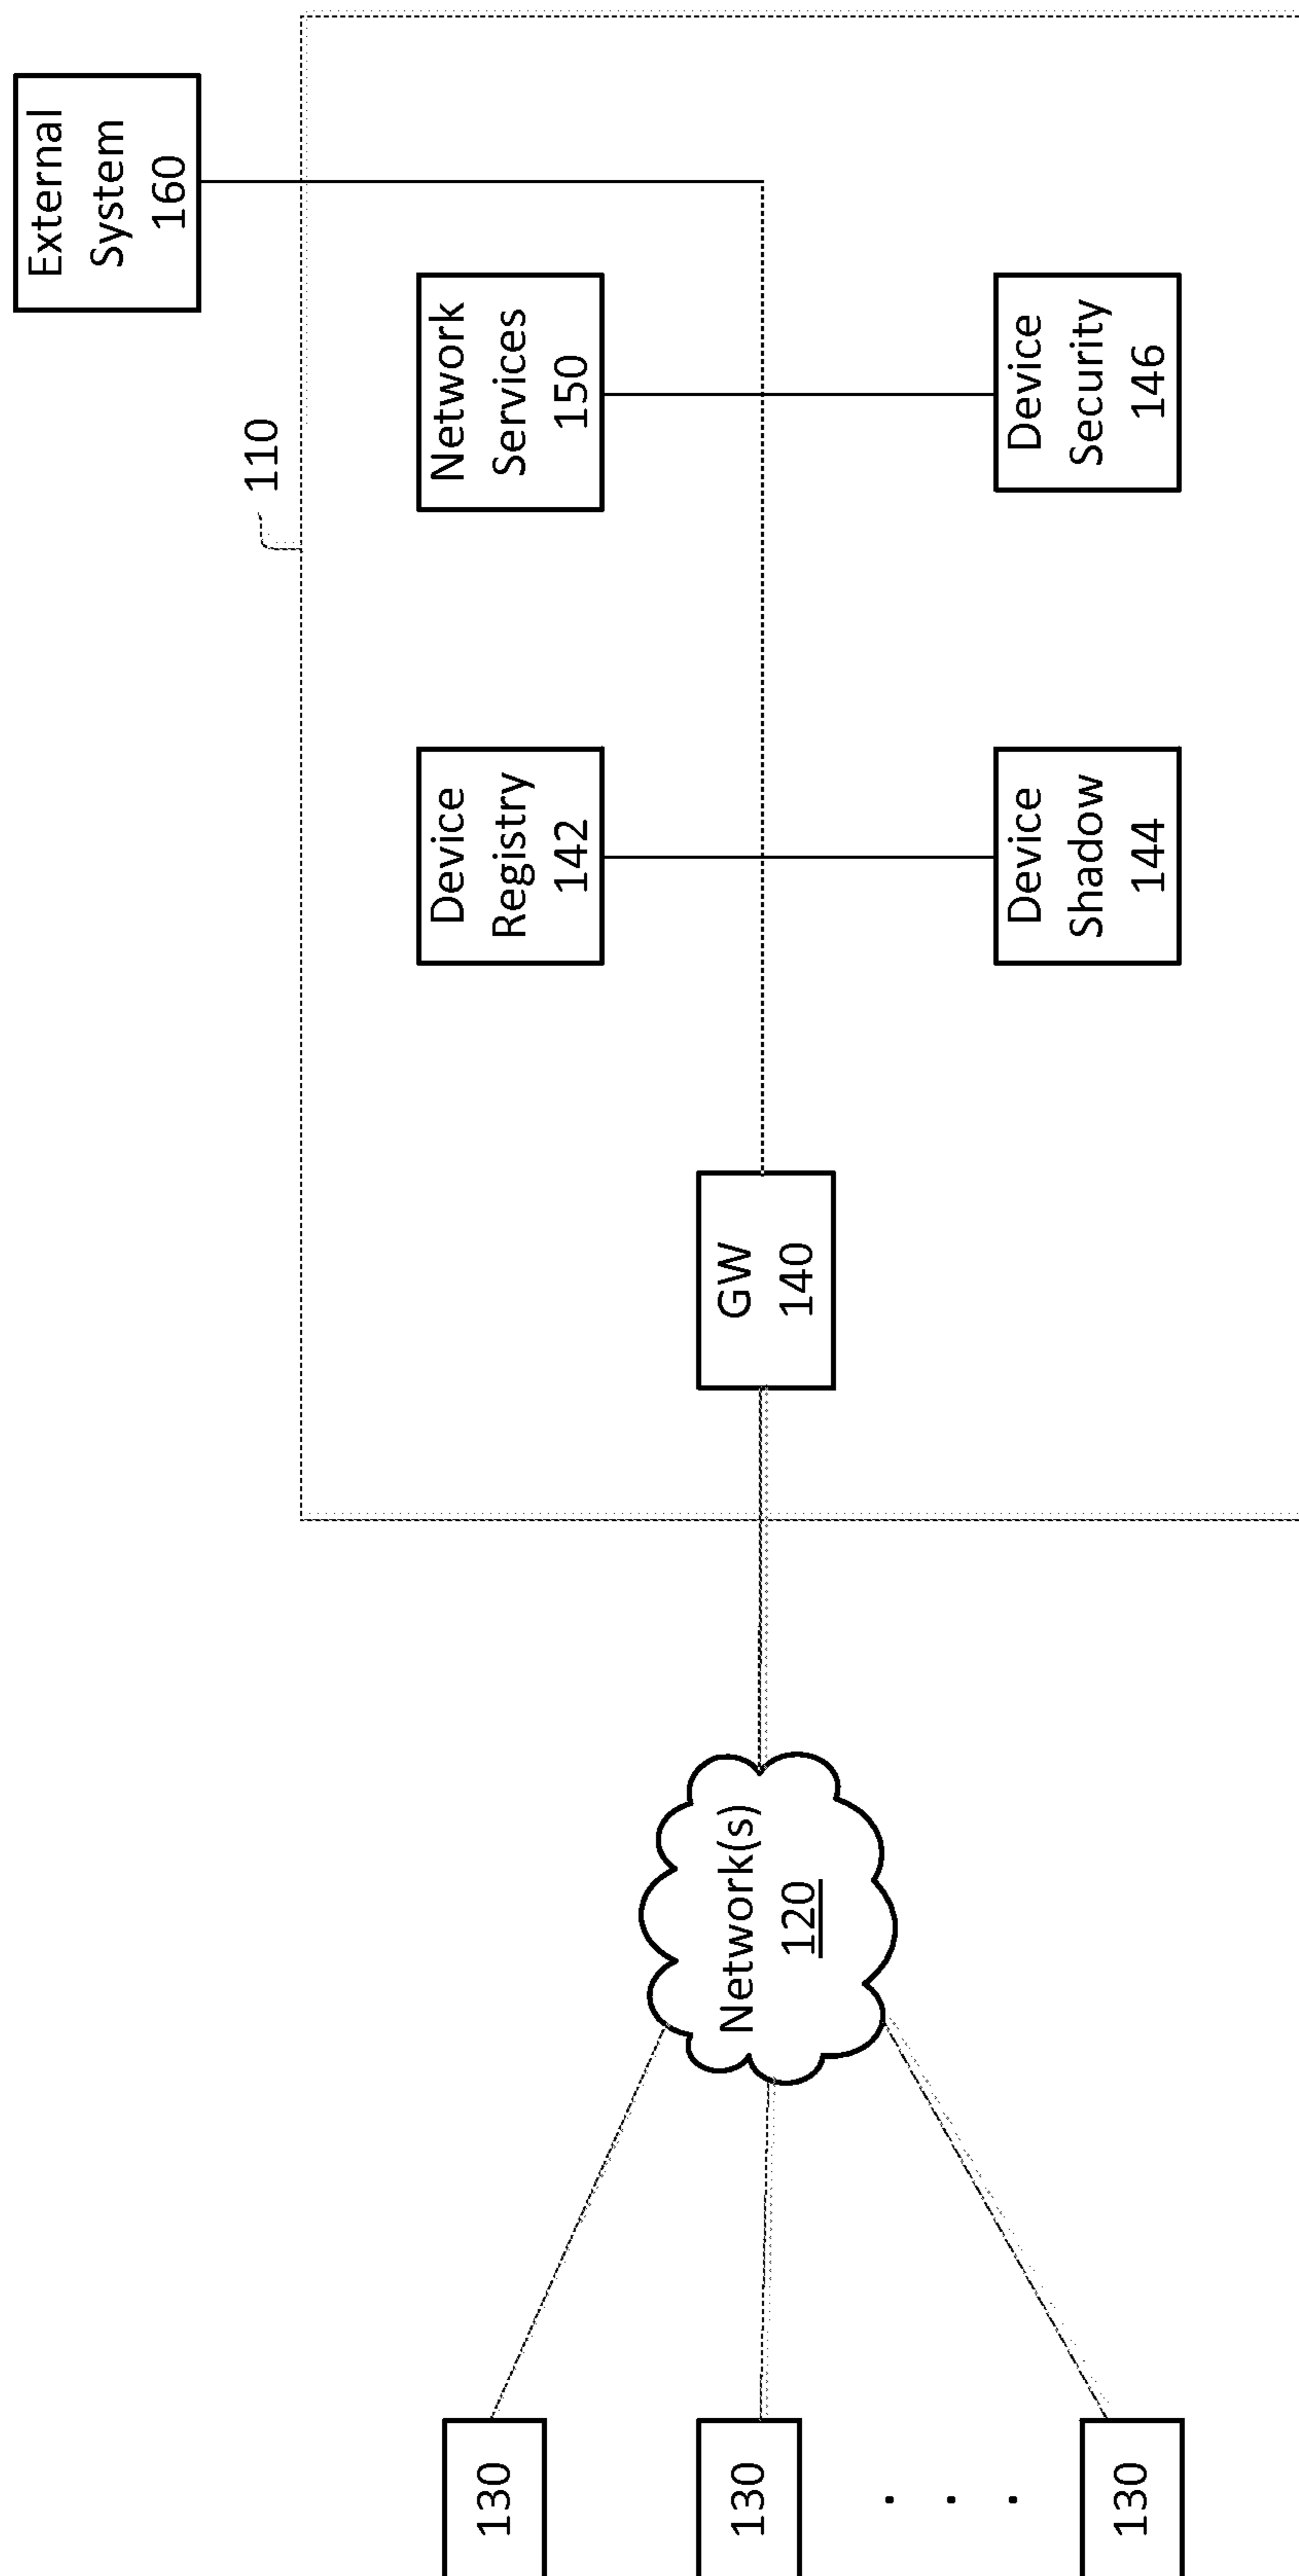 130
130
. . .
130
Network(s)
120
GW
140
110
Device
Registry
142
Device
Shadow
144
Network
Services
150
Device
Security
146
External
System
160